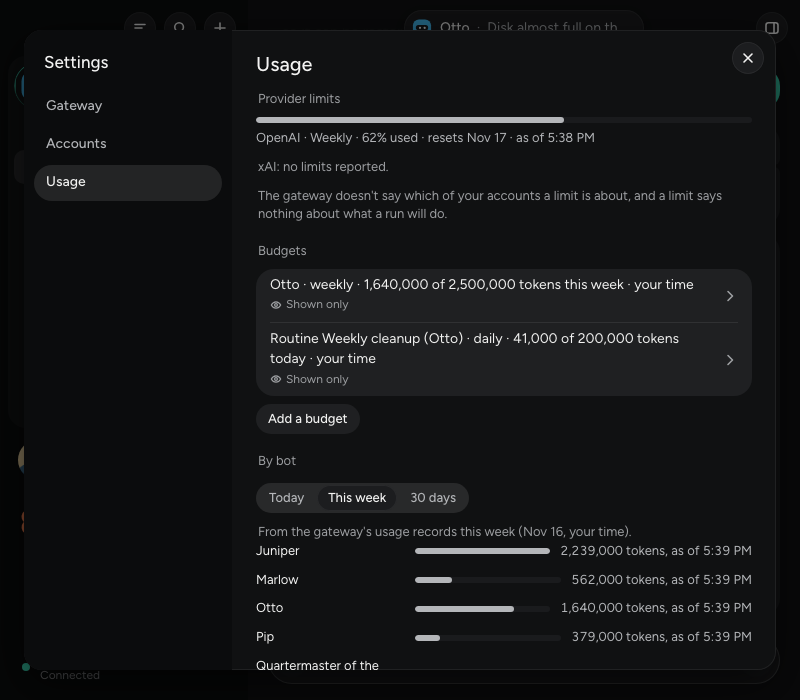 Otto · Disk almost full on th
Settings
Gateway
Accounts
Usage
Usage
Provider limits
OpenAI · Weekly · 62% used · resets Nov 17 · as of 5:38 PM
xAI: no limits reported.
The gateway doesn't say which of your accounts a limit is about, and a limit says
nothing about what a run will do.
Budgets
Otto · weekly · 1,640,000 of 2,500,000 tokens this week · your time
Shown only
Routine Weekly cleanup (Otto) · daily · 41,000 of 200,000 tokens
today · your time
Shown only
Add a budget
By bot
Today This week 30 days
From the gateway's usage records this week (Nov 16, your time).
Juniper 2,239,000 tokens, as of 5:39 PM
Marlow 562,000 tokens, as of 5:39 PM
Otto 1,640,000 tokens, as of 5:39 PM
Pip 379,000 tokens, as of 5:39 PM
Quartermaster of the
Connected